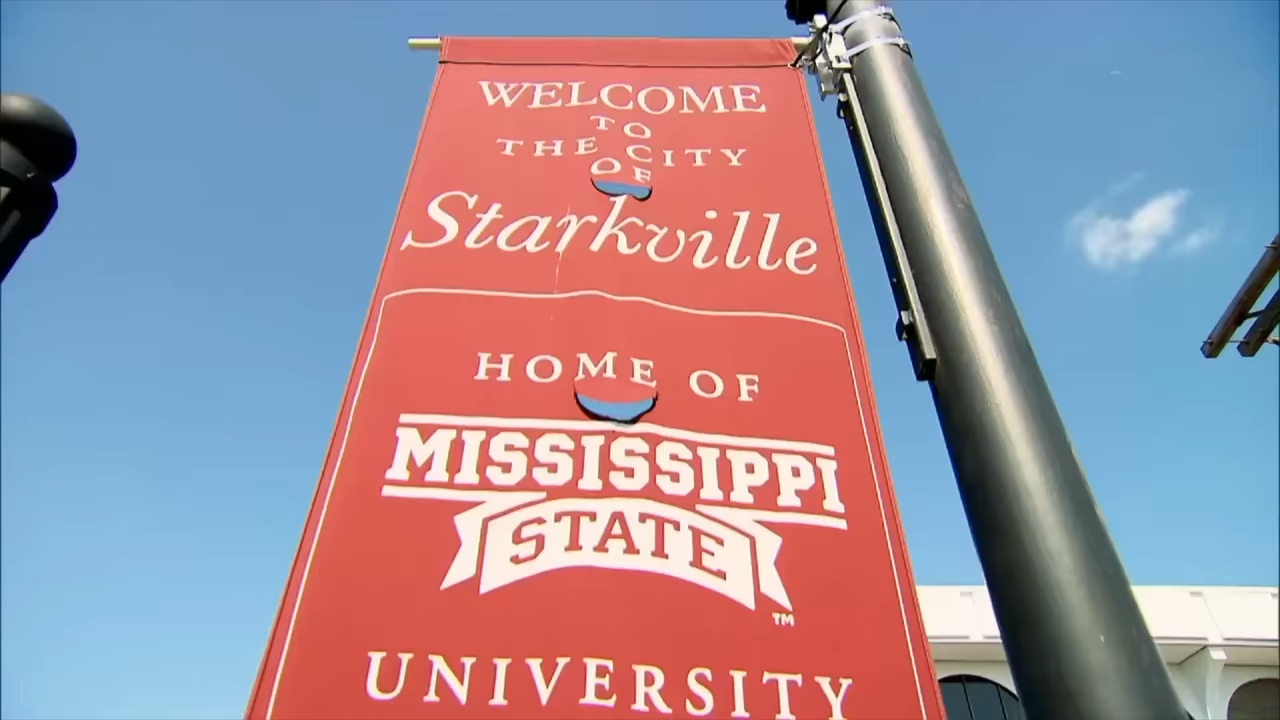 WELCOME
TO
THE CITY
OF
Starkville
HOME OF
MISSISSIPPI
STATE
TM
UNIVERSITY